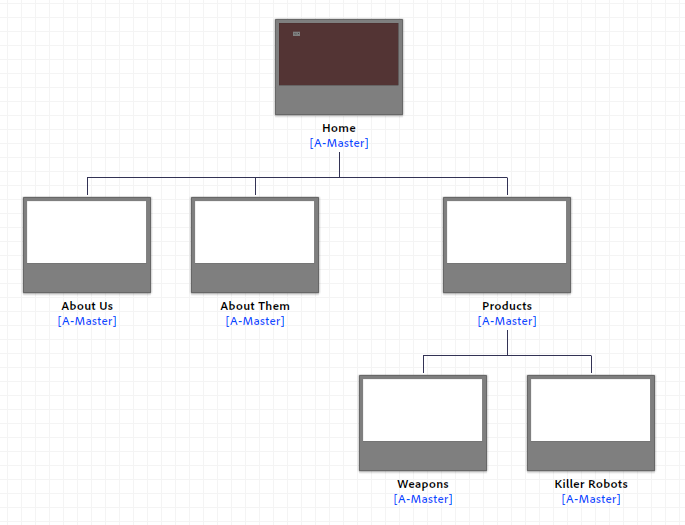 Home
[A-Master]
About Us
[A-Master]
About Them
[A-Master]
Products
[A-Master]
Weapons
[A-Master]
Killer Robots
[A-Master]